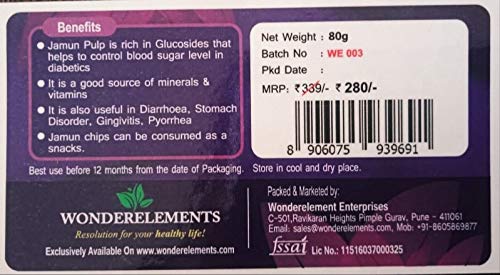 Benefits
Jamun Pulp is rich in Glucosides that
helps to control blood sugar level in
diabetics
It is a good source of minerals &
vitamins
It is also useful in Diarrhoea, Stomach
Disorder, Gingivitis, Pyorrhea
Jamun chips can be consumed as a
snacks.
Net Weight : 80g
Batch No : WE 003
Pkd Date :
MRP: ₹339/- ₹ 280/-
8 906075 939691
Best use before 12 months from the date of Packaging. Store in cool and dry place.
WONDERELEMENTS
Resolution for your healthy life!
Exclusively Available On www.wonderelements.com
Packed & Marketed by:
Wonderelement Enterprises
C-501,Ravikaran Heights Pimple Gurav, Pune - 411061
Email: sales@wonderelements.com, Mob: +91-8605869877
fssai Lic No.: 11516037000325